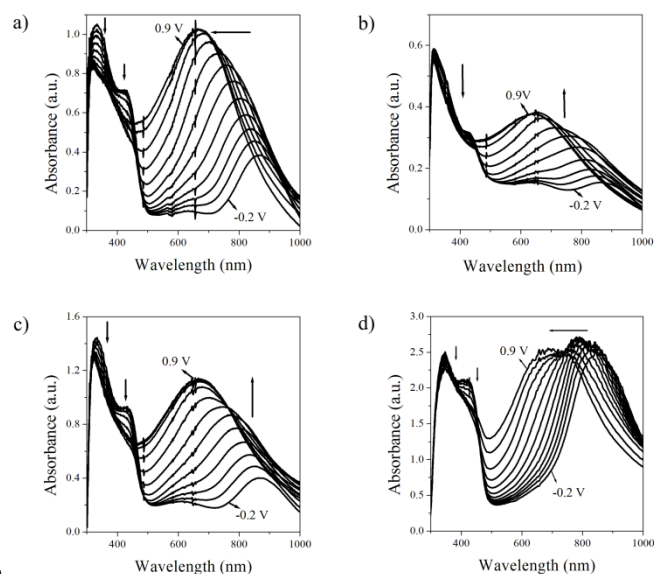 a)
1.0
0.8
0.6
0.4
0.2
0.0
Absorbance (a.u.)
0.9 V
-0.2 V
400 600 800 1000
Wavelength (nm)
b)
0.6
0.4
0.2
0.0
Absorbance (a.u.)
0.9V
-0.2 V
400 600 800 1000
Wavelength (nm)
c)
1.6
1.2
0.8
0.4
0.0
Absorbance (a.u.)
0.9 V
-0.2 V
400 600 800 1000
Wavelength (nm)
d)
3.0
2.5
2.0
1.5
1.0
0.5
0.0
Absorbance (a.u.)
0.9 V
-0.2 V
400 600 800 1000
Wavelength (nm)